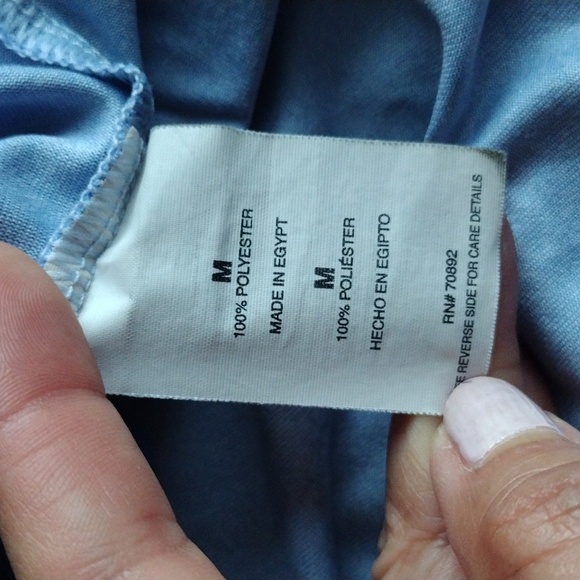 M
100% POLYESTER
MADE IN EGYPT
M
100% POLIÉSTER
HECHO EN EGIPTO
RN# 70892
REVERSE SIDE FOR CARE DETAILS